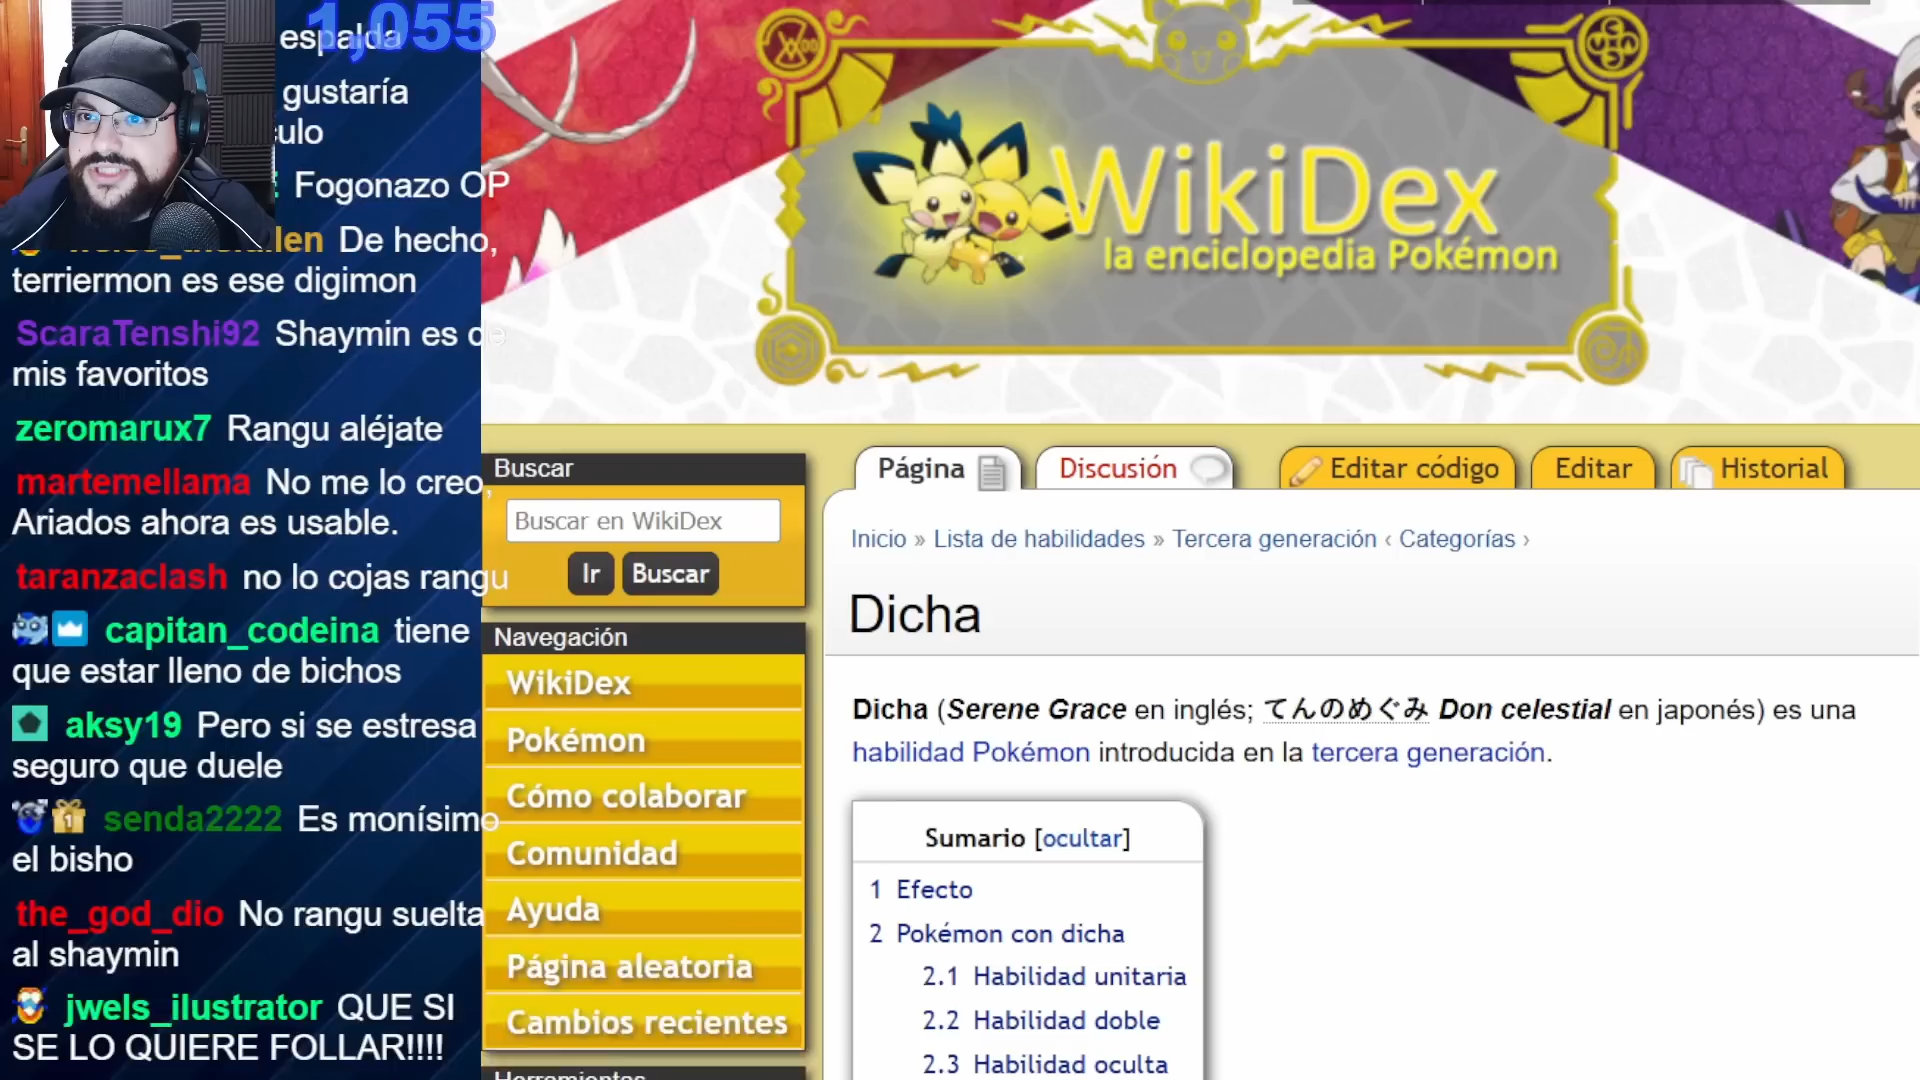 1,055
espalda
gustaría
culo
Fogonazo OP
len De hecho,
terriermon es ese digimon
ScaraTenshi92 Shaymin es de
mis favoritos
zeromarux7 Rangu aléjate
martemellama No me lo creo,
Ariados ahora es usable.
taranzaclash no lo cojas rangu
capitan_codeina tiene
que estar lleno de bichos
aksy19 Pero si se estresa
seguro que duele
senda2222 Es monísimo
el bisho
the_god_dio No rangu suelta
al shaymin
jwels_ilustrator QUE SI
SE LO QUIERE FOLLAR!!!!
WikiDex
la enciclopedia Pokémon
Buscar
Buscar en WikiDex
Ir Buscar
Navegación
WikiDex
Pokémon
Cómo colaborar
Comunidad
Ayuda
Página aleatoria
Cambios recientes
Herramientas
Página Discusión Editar código Editar Historial
Inicio » Lista de habilidades » Tercera generación ‹ Categorías ›
Dicha
Dicha (Serene Grace en inglés; てんのめぐみ Don celestial en japonés) es una
habilidad Pokémon introducida en la tercera generación.
Sumario [ocultar]
1 Efecto
2 Pokémon con dicha
2.1 Habilidad unitaria
2.2 Habilidad doble
2.3 Habilidad oculta